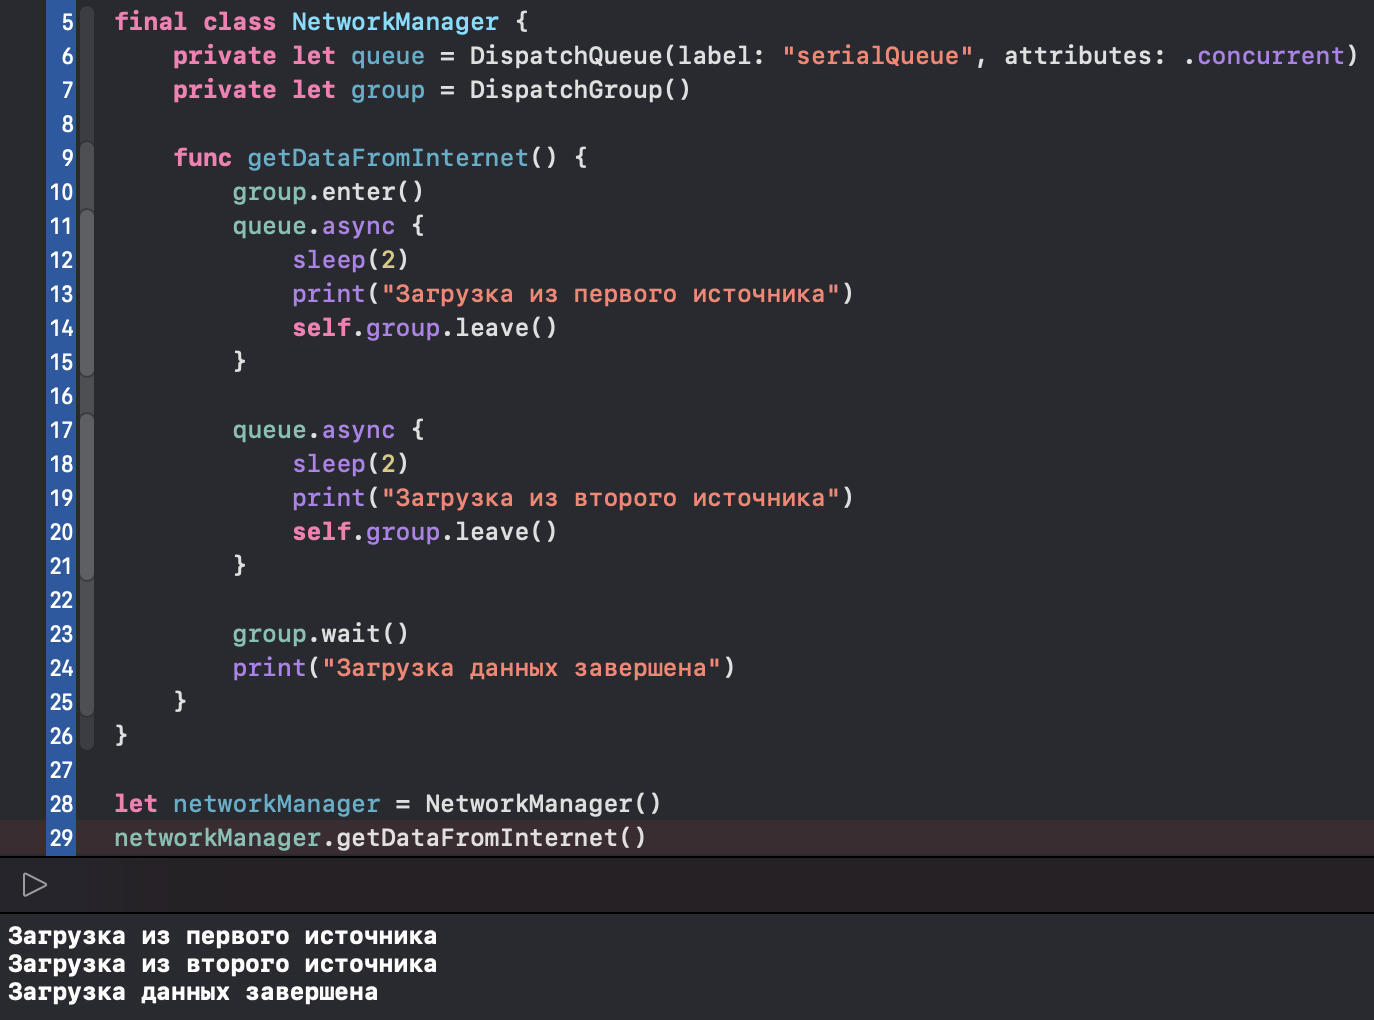 5 final class NetworkManager {
6     private let queue = DispatchQueue(label: "serialQueue", attributes: .concurrent)
7     private let group = DispatchGroup()
8
9     func getDataFromInternet() {
10         group.enter()
11         queue.async {
12             sleep(2)
13             print("Загрузка из первого источника")
14             self.group.leave()
15         }
16
17         queue.async {
18             sleep(2)
19             print("Загрузка из второго источника")
20             self.group.leave()
21         }
22
23         group.wait()
24         print("Загрузка данных завершена")
25     }
26 }
27
28 let networkManager = NetworkManager()
29 networkManager.getDataFromInternet()
Загрузка из первого источника
Загрузка из второго источника
Загрузка данных завершена